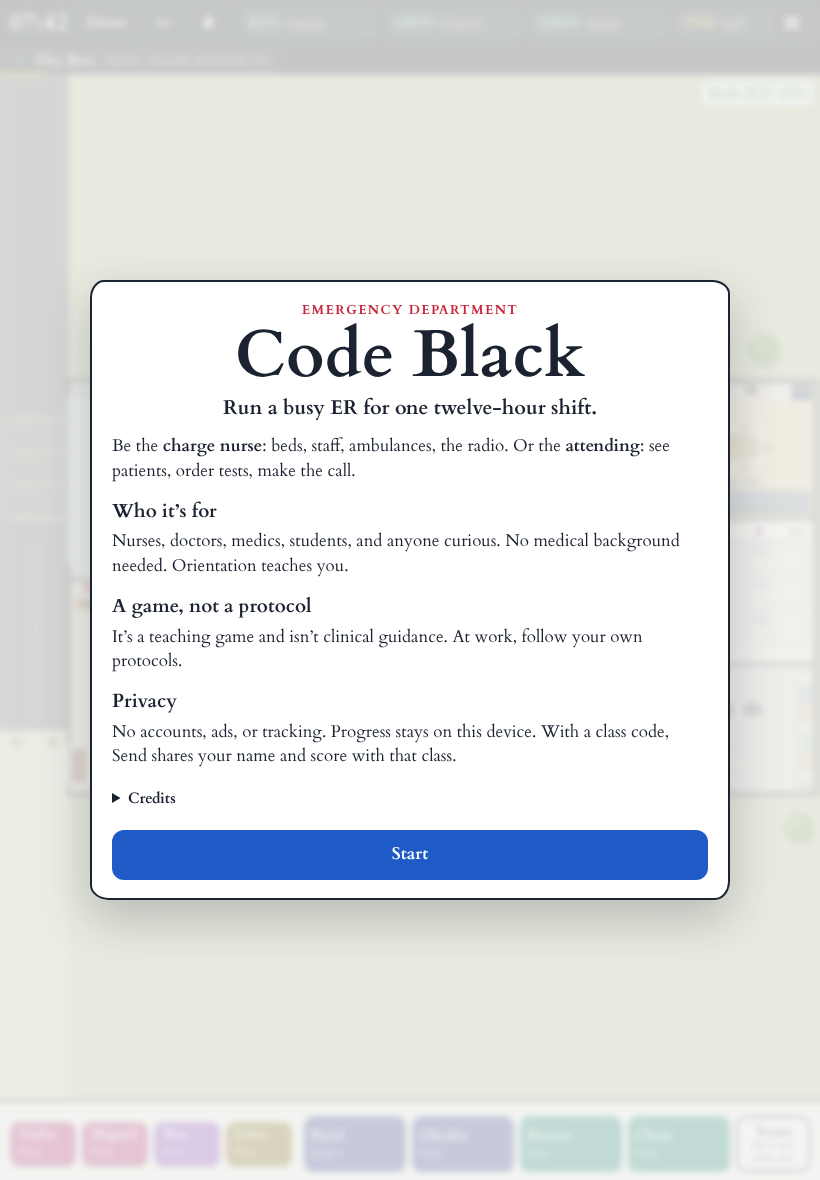 EMERGENCY DEPARTMENT
Code Black
Run a busy ER for one twelve-hour shift.
Be the charge nurse: beds, staff, ambulances, the radio. Or the attending: see
patients, order tests, make the call.
Who it's for
Nurses, doctors, medics, students, and anyone curious. No medical background
needed. Orientation teaches you.
A game, not a protocol
It's a teaching game and isn't clinical guidance. At work, follow your own
protocols.
Privacy
No accounts, ads, or tracking. Progress stays on this device. With a class code,
Send shares your name and score with that class.
Credits
Start